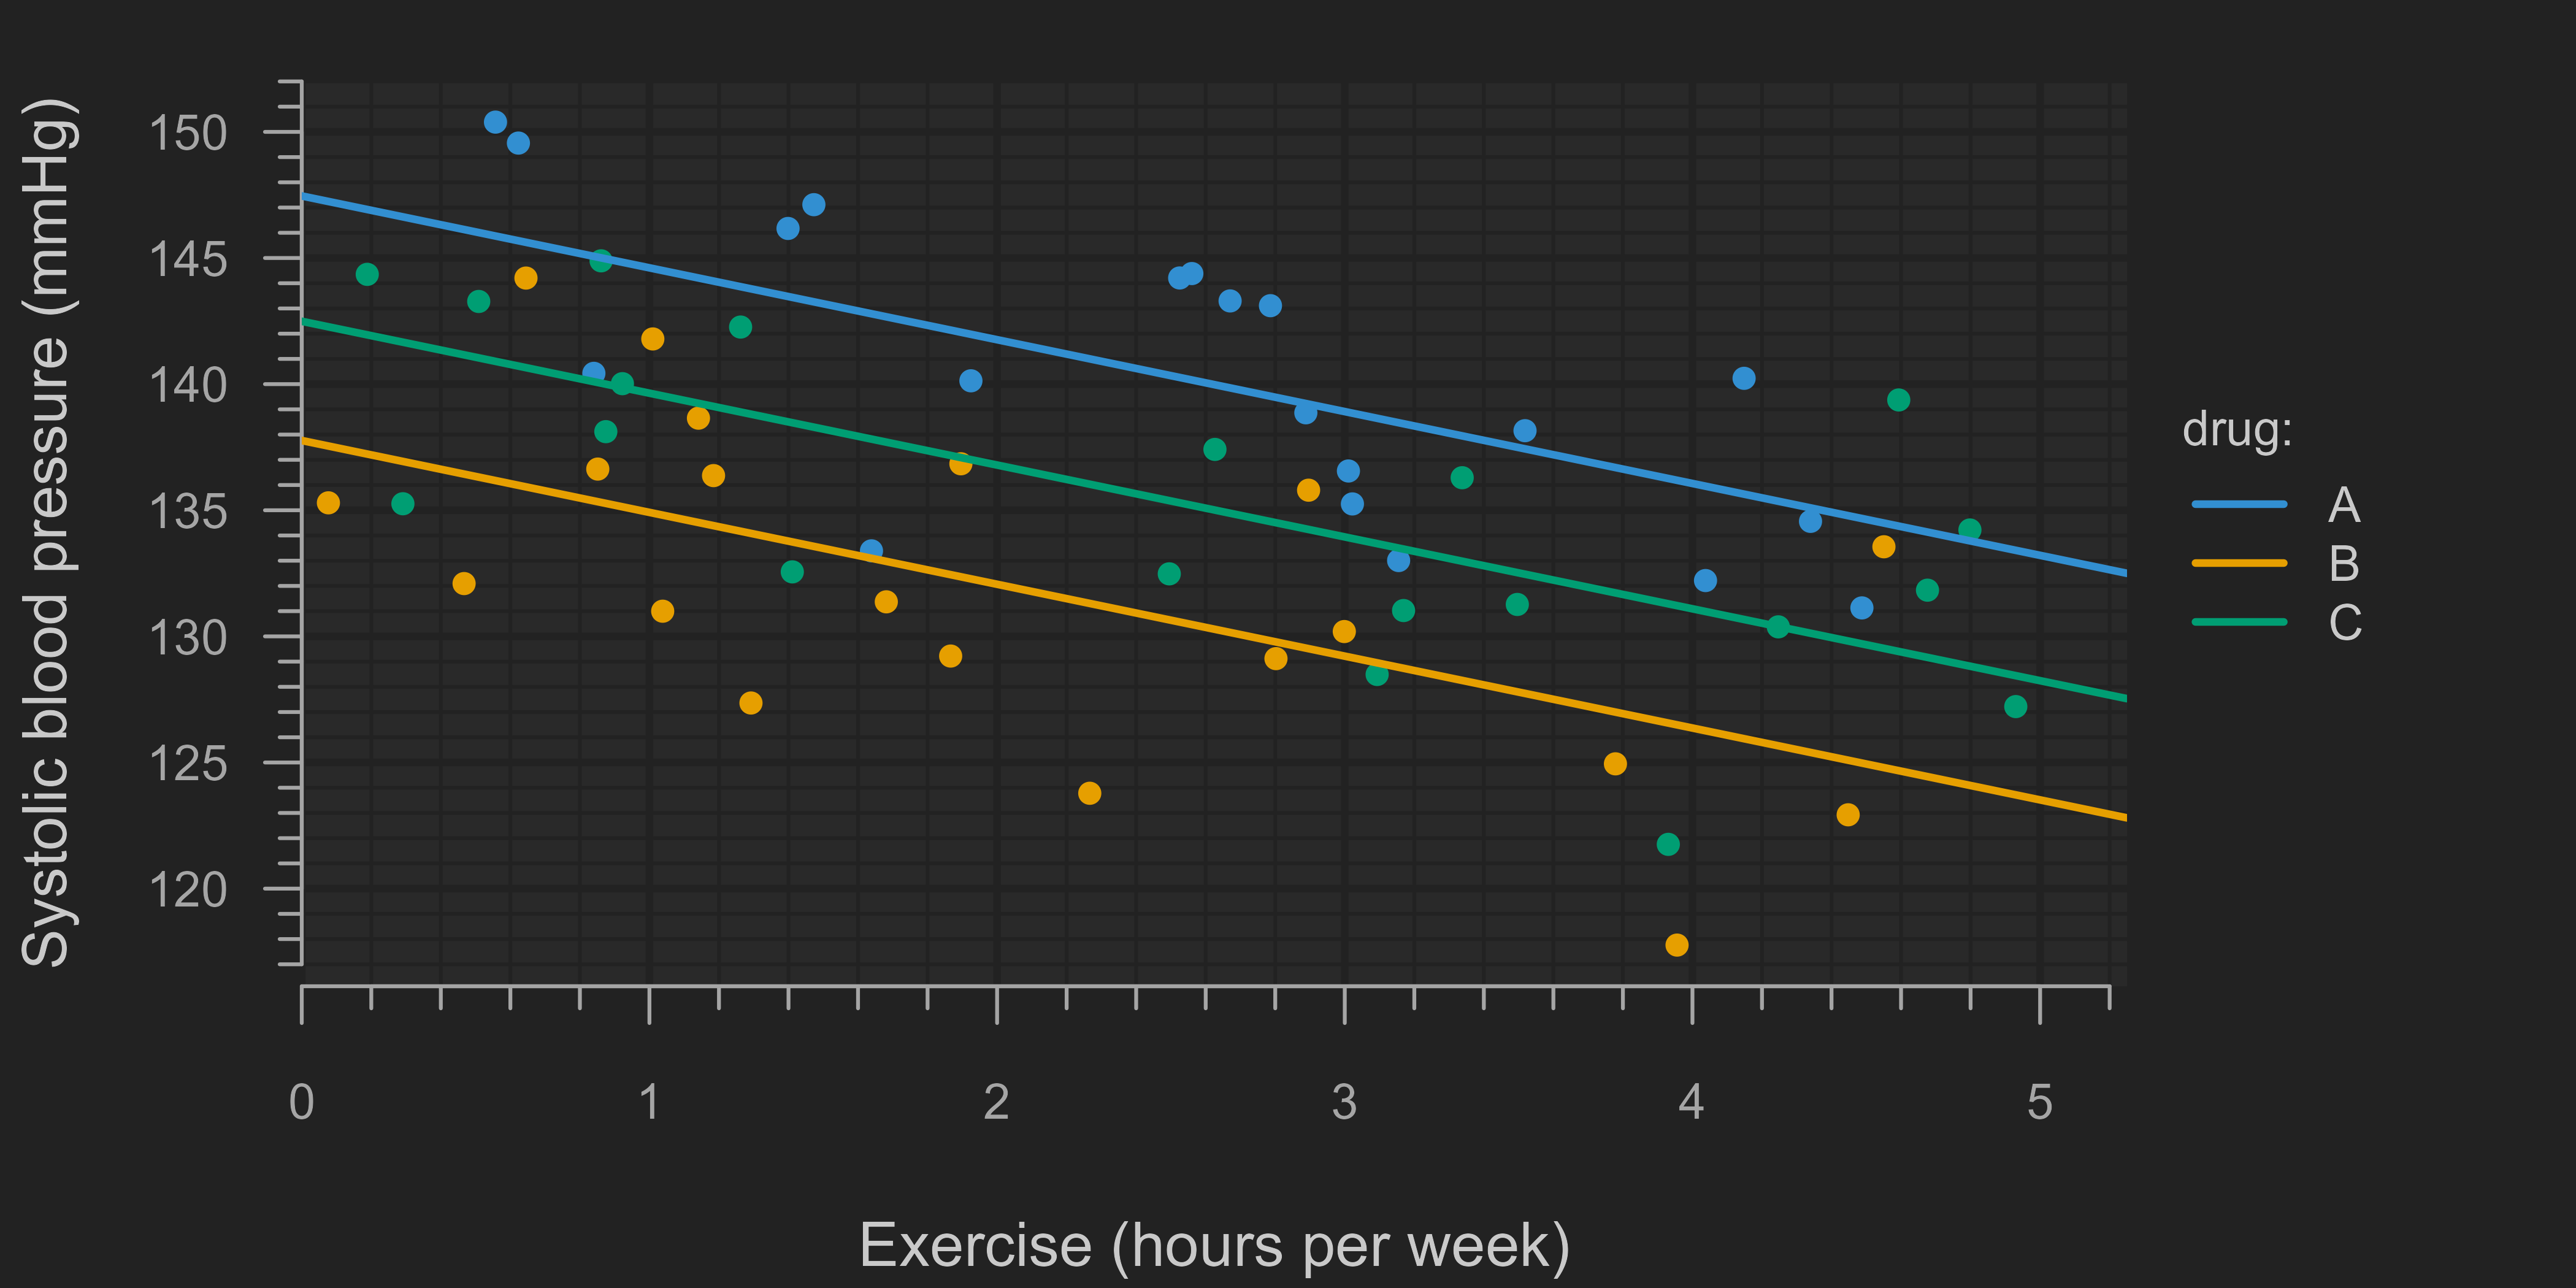 Systolic blood pressure (mmHg)
150
145
140
135
130
125
120
0 1 2 3 4 5
Exercise (hours per week)
drug:
A
B
C